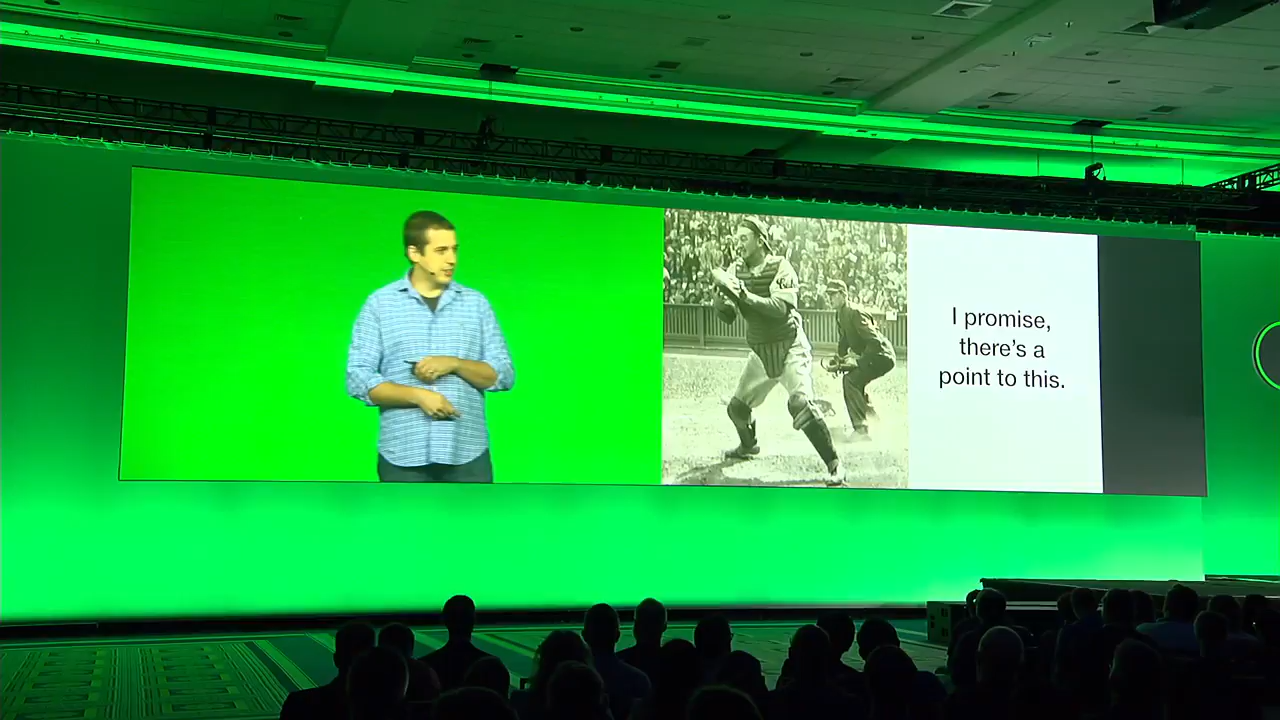 I promise,
there's a
point to this.